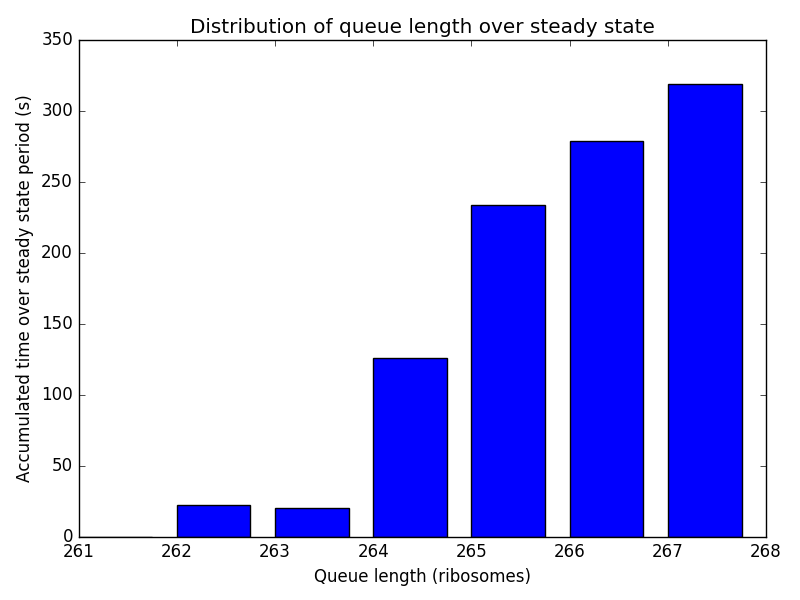 Distribution of queue length over steady state
350
300
250
200
150
100
50
0
Accumulated time over steady state period (s)
261 262 263 264 265 266 267 268
Queue length (ribosomes)